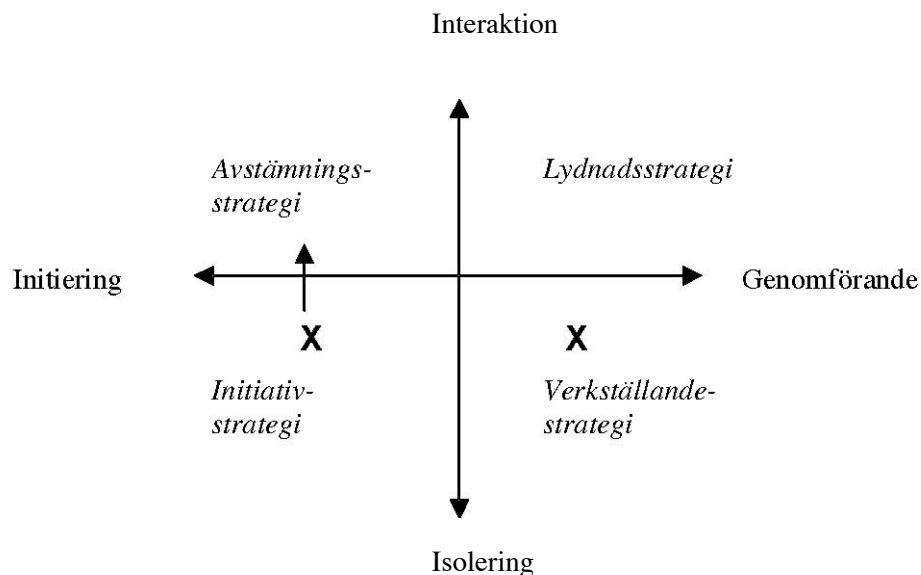 Interaktion
Avstämnings-
strategi
Lydnadsstrategi
Initiering
Genomförande
X
X
Initiativ-
strategi
Verkställande-
strategi
Isolering